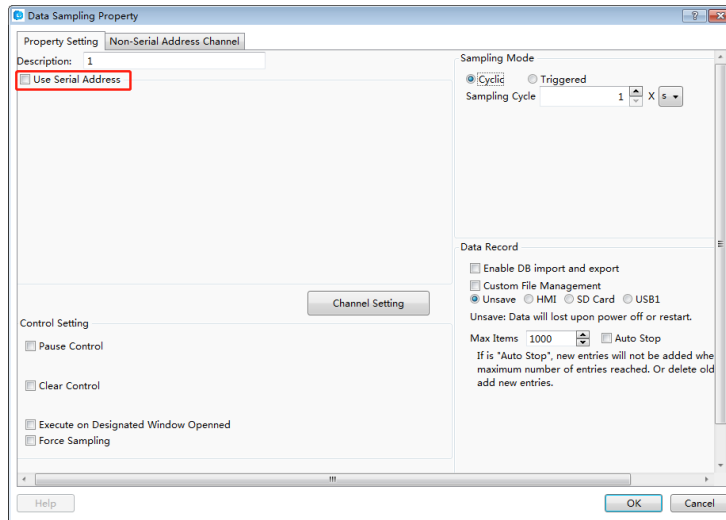 Data Sampling Property
Property Setting Non-Serial Address Channel
Description: 1
Use Serial Address
Channel Setting
Control Setting
Pause Control
Clear Control
Execute on Designated Window Openned
Force Sampling
Sampling Mode
Cyclic Triggered
Sampling Cycle 1 X s
Data Record
Enable DB import and export
Custom File Management
Unsave HMI SD Card USB1
Unsave: Data will lost upon power off or restart.
Max Items 1000 Auto Stop
If is "Auto Stop", new entries will not be added whe
maximum number of entries reached. Or delete old
add new entries.
Help OK Cancel